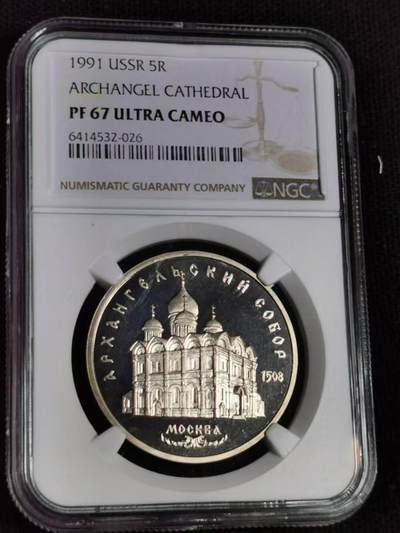 1991 USSR 5R
ARCHANGEL CATHEDRAL
PF 67 ULTRA CAMEO
6414532-026
NUMISMATIC GUARANTY COMPANY
NGC
АРХАНГЕЛЬСКИЙ СОБОР
1508
МОСКВА